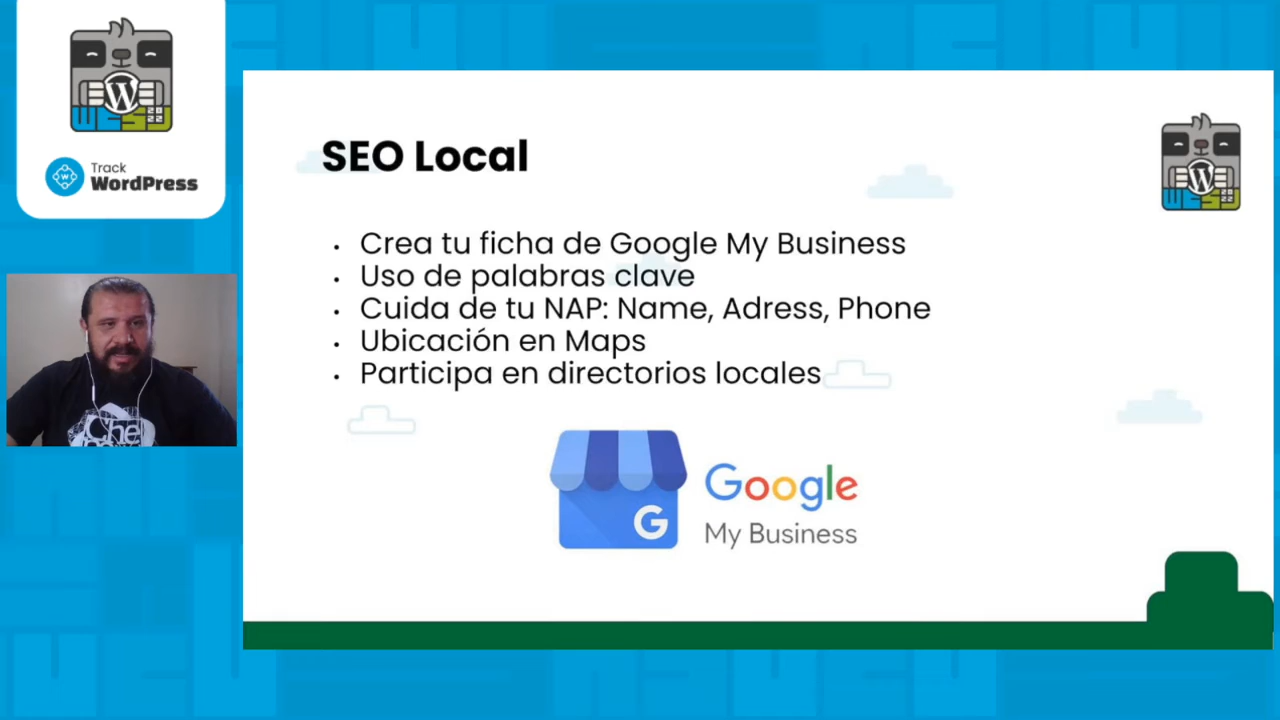 Track
WordPress
SEO Local
• Crea tu ficha de Google My Business
• Uso de palabras clave
• Cuida de tu NAP: Name, Adress, Phone
• Ubicación en Maps
• Participa en directorios locales
G
Google
My Business